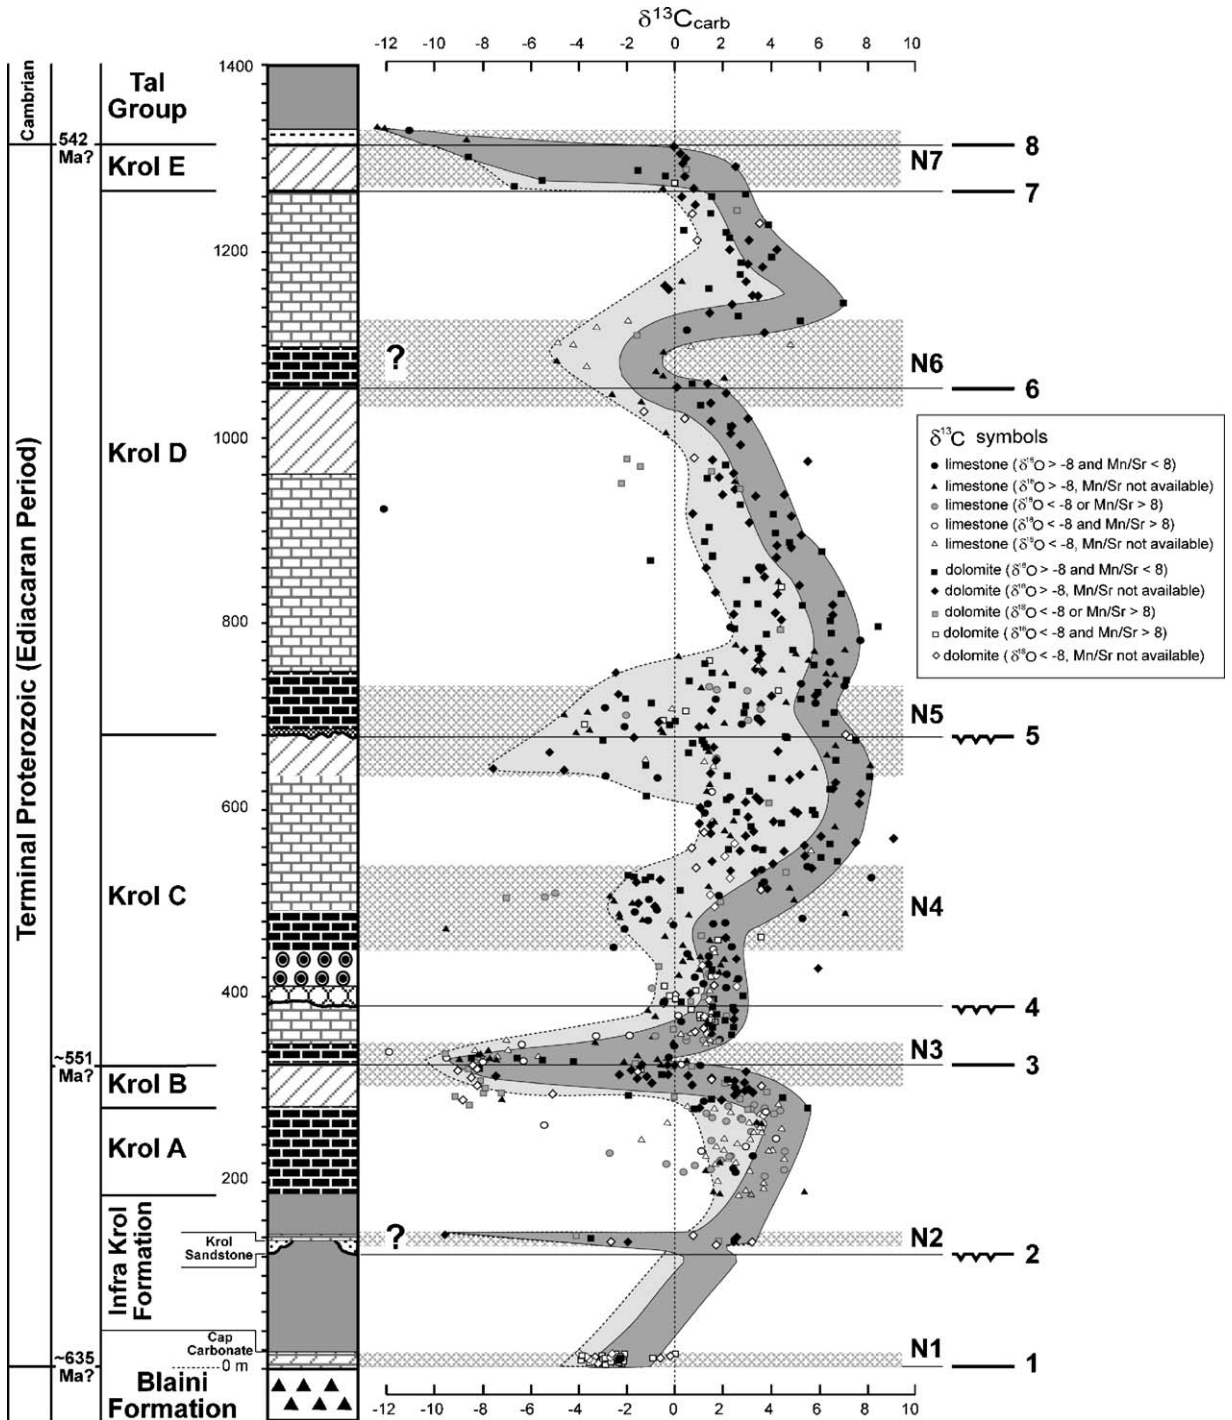 δ¹³Ccarb
-12 -10 -8 -6 -4 -2 0 2 4 6 8 10
1400
Cambrian
Tal
Group
542
Ma?
8
Krol E
N7
7
1200
?
N6
6
Krol D
1000
δ¹³C symbols
limestone (δ¹⁸O > -8 and Mn/Sr < 8)
limestone (δ¹⁸O > -8, Mn/Sr not available)
limestone (δ¹⁸O < -8 or Mn/Sr > 8)
limestone (δ¹⁸O < -8 and Mn/Sr > 8)
limestone (δ¹⁸O < -8, Mn/Sr not available)
dolomite (δ¹⁸O > -8 and Mn/Sr < 8)
dolomite (δ¹⁸O > -8, Mn/Sr not available)
dolomite (δ¹⁸O < -8 or Mn/Sr > 8)
dolomite (δ¹⁸O < -8 and Mn/Sr > 8)
dolomite (δ¹⁸O < -8, Mn/Sr not available)
800
Terminal Proterozoic (Ediacaran Period)
N5
5
600
Krol C
N4
400
4
~551
Ma?
N3
3
Krol B
Krol A
200
Infra Krol
Formation
Krol
Sandstone
?
N2
2
Cap
Carbonate
N1
~635
Ma?
0 m
1
Blaini
Formation
-12 -10 -8 -6 -4 -2 0 2 4 6 8 10